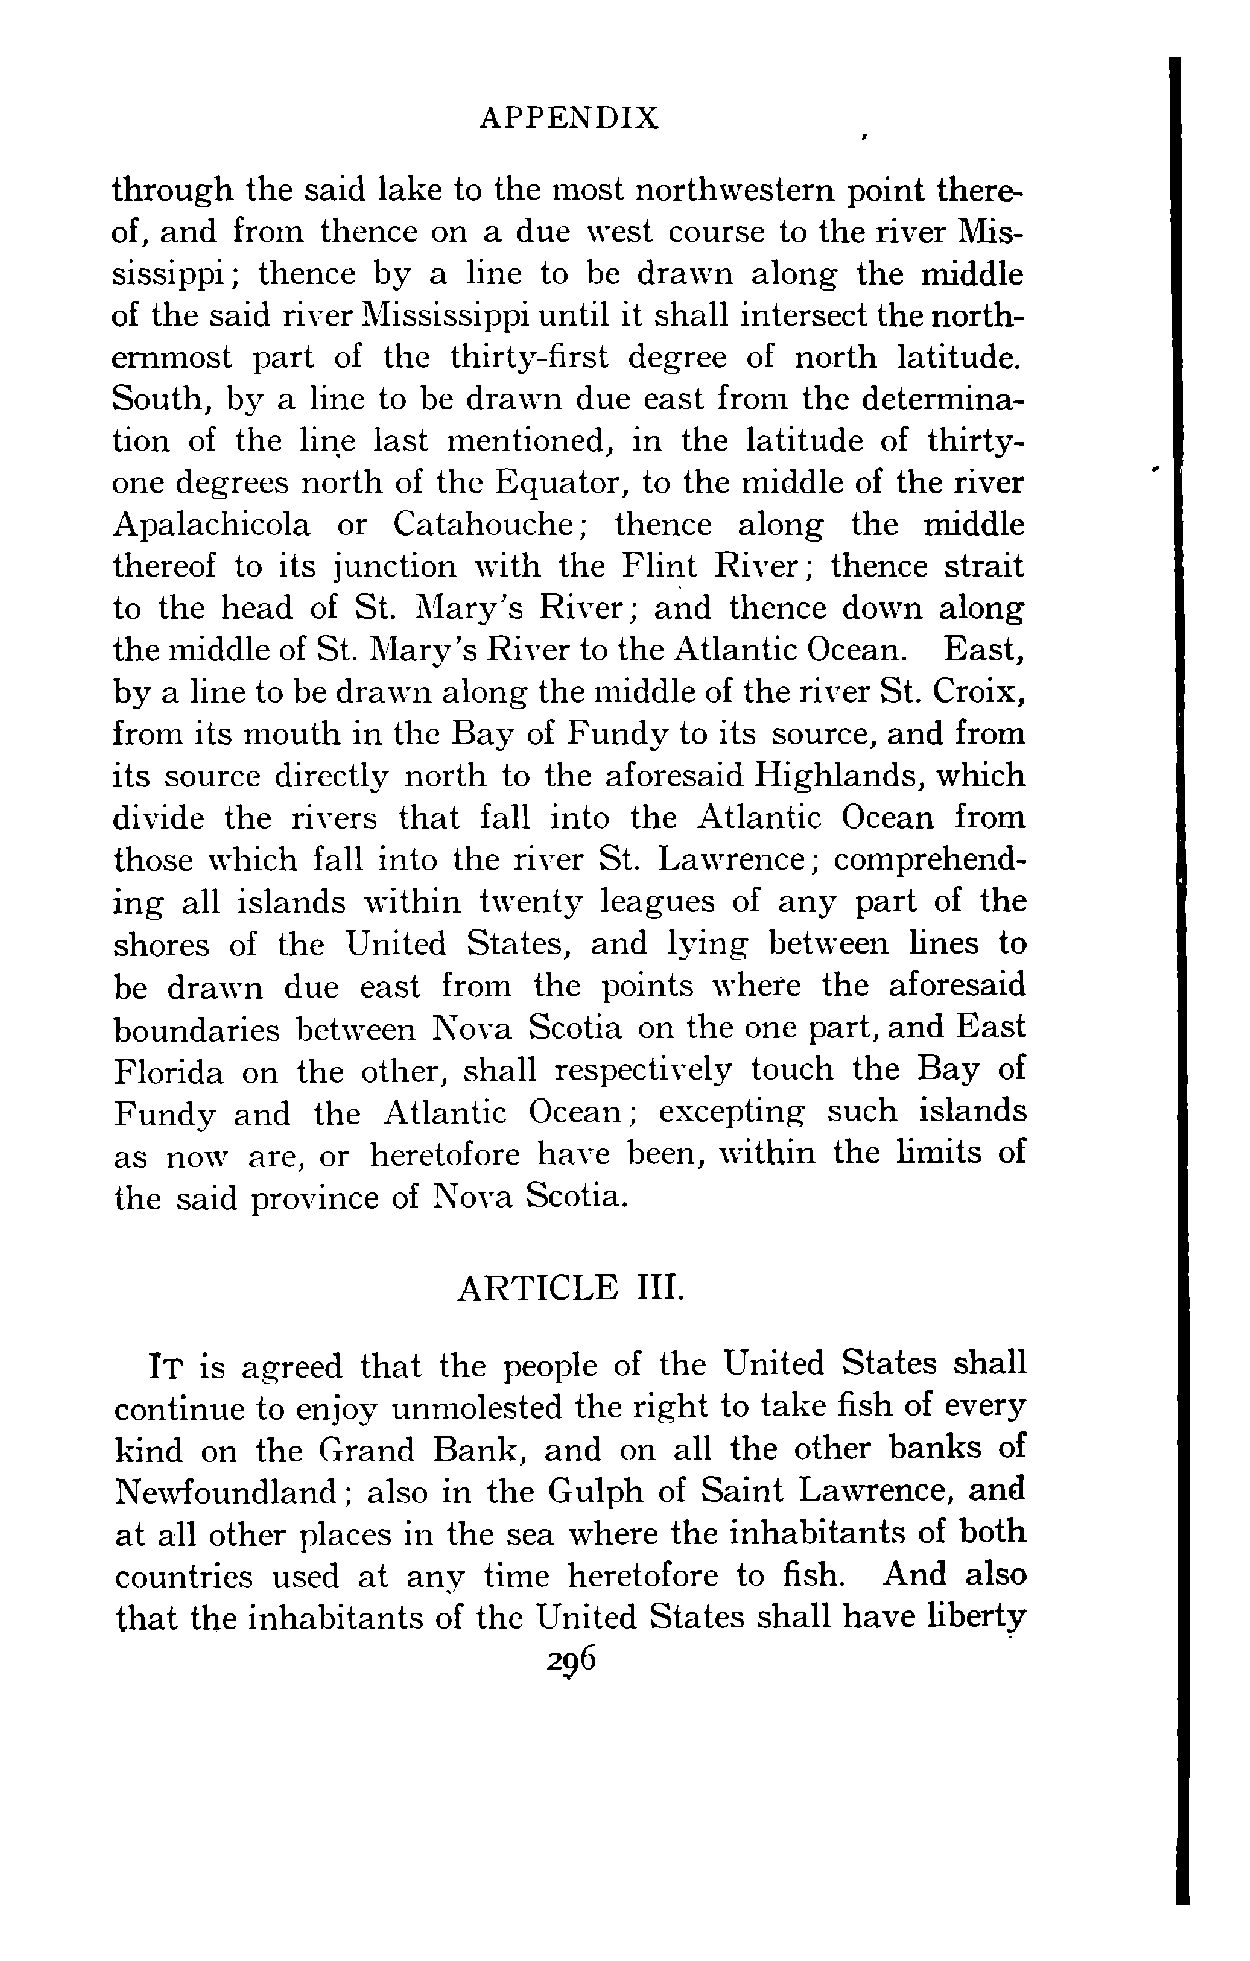 APPENDIX
through the said lake to the most northwestern point there-
of, and from thence on a due west course to the river Mis-
sissippi; thence by a line to be drawn along the middle
of the said river Mississippi until it shall intersect the north-
ernmost part of the thirty-first degree of north latitude.
South, by a line to be drawn due east from the determina-
tion of the line last mentioned, in the latitude of thirty-
one degrees north of the Equator, to the middle of the river
Apalachicola or Catahouche; thence along the middle
thereof to its junction with the Flint River; thence strait
to the head of St. Mary's River; and thence down along
the middle of St. Mary's River to the Atlantic Ocean. East,
by a line to be drawn along the middle of the river St. Croix,
from its mouth in the Bay of Fundy to its source, and from
its source directly north to the aforesaid Highlands, which
divide the rivers that fall into the Atlantic Ocean from
those which fall into the river St. Lawrence; comprehend-
ing all islands within twenty leagues of any part of the
shores of the United States, and lying between lines to
be drawn due east from the points where the aforesaid
boundaries between Nova Scotia on the one part, and East
Florida on the other, shall respectively touch the Bay of
Fundy and the Atlantic Ocean; excepting such islands
as now are, or heretofore have been, within the limits of
the said province of Nova Scotia.
ARTICLE III.
IT is agreed that the people of the United States shall
continue to enjoy unmolested the right to take fish of every
kind on the Grand Bank, and on all the other banks of
Newfoundland; also in the Gulph of Saint Lawrence, and
at all other places in the sea where the inhabitants of both
countries used at any time heretofore to fish. And also
that the inhabitants of the United States shall have liberty
296